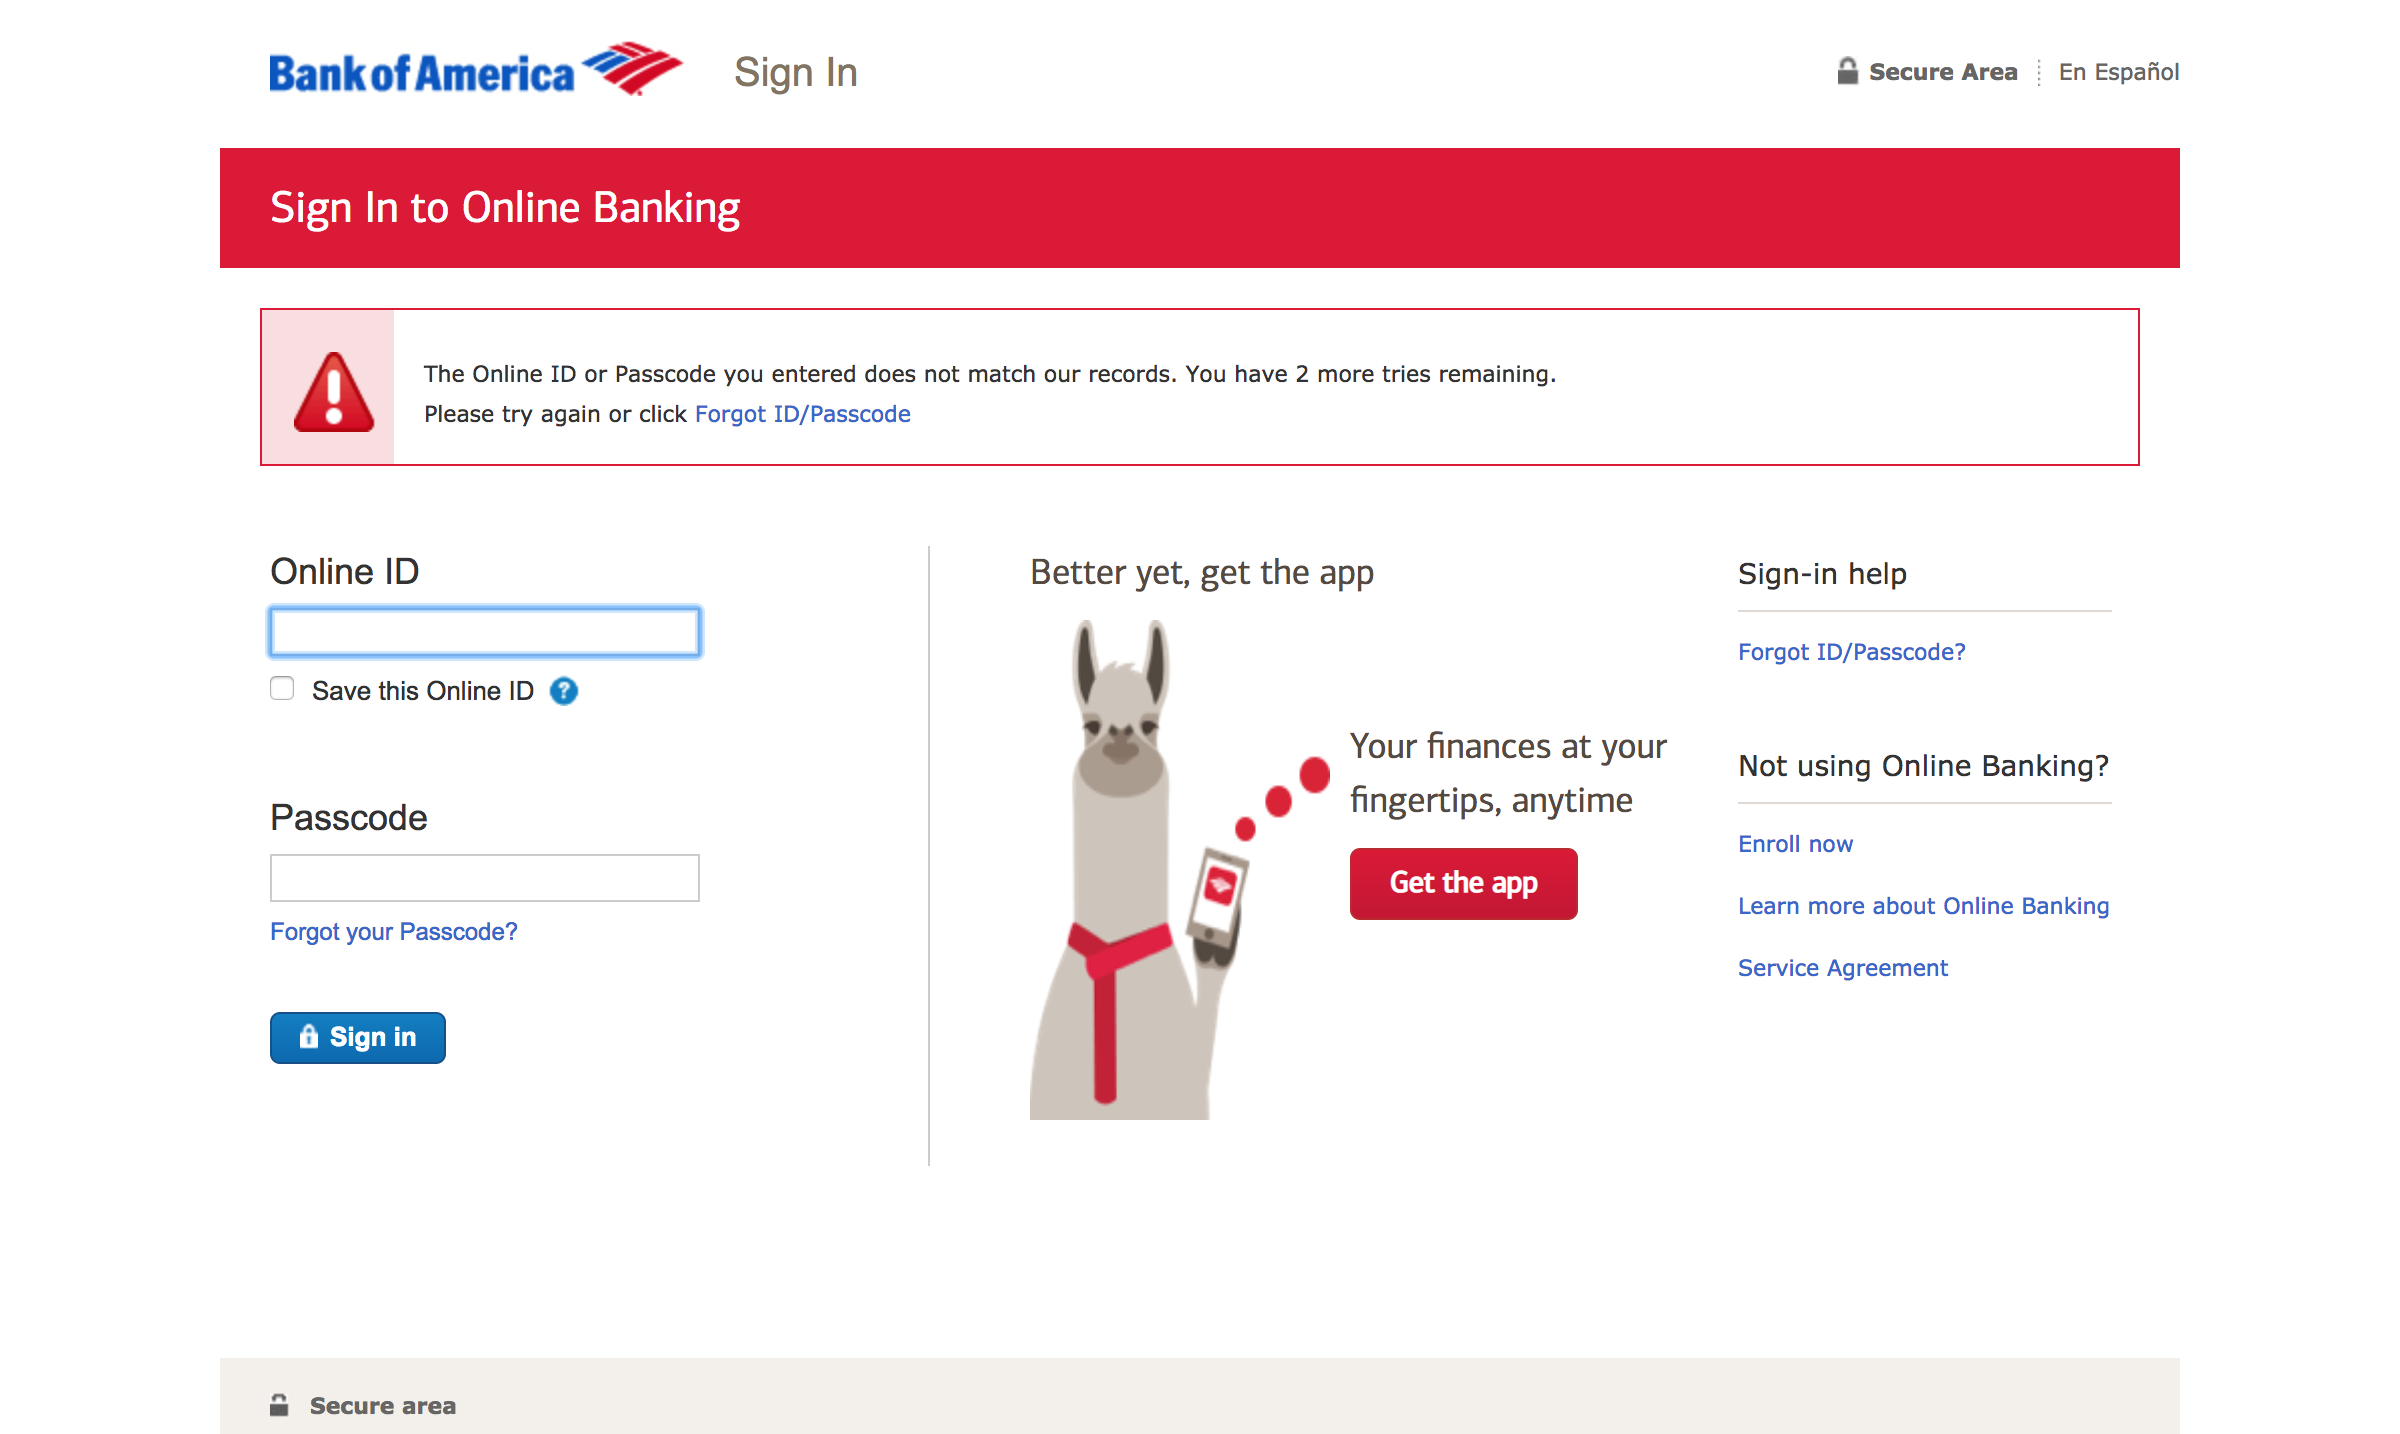 Bank of America
Sign In
Secure Area
En Español
Sign In to Online Banking
The Online ID or Passcode you entered does not match our records. You have 2 more tries remaining.
Please try again or click Forgot ID/Passcode
Online ID
Save this Online ID ?
Passcode
Forgot your Passcode?
Sign in
Better yet, get the app
Your finances at your
fingertips, anytime
Get the app
Sign-in help
Forgot ID/Passcode?
Not using Online Banking?
Enroll now
Learn more about Online Banking
Service Agreement
Secure area